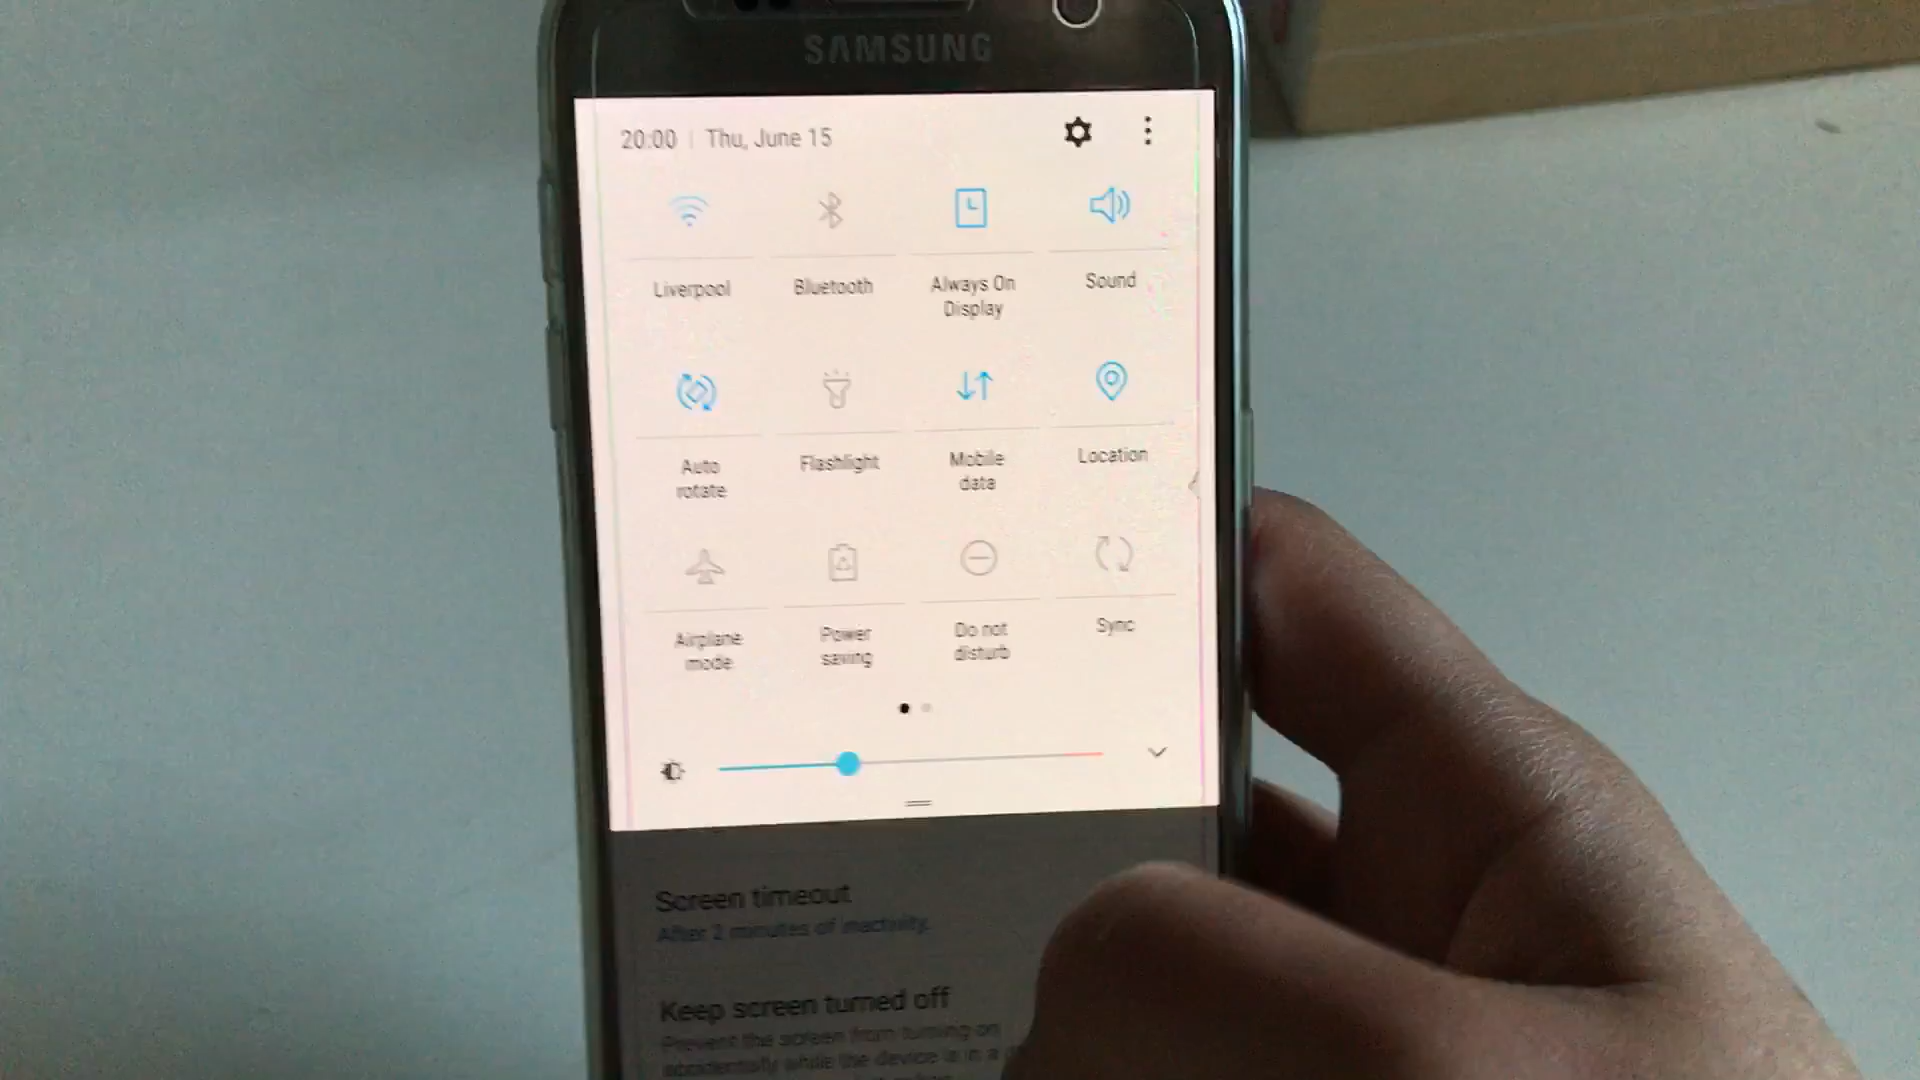 SAMSUNG
20:00 | Thu, June 15
Liverpool
Bluetooth
Always On
Display
Sound
Auto
rotate
Flashlight
Mobile
data
Location
Airplane
mode
Power
saving
Do not
disturb
Sync
Screen timeout
After 2 minutes of inactivity.
Keep screen turned off
Prevent the screen from turning on
accidentally while the device is in a